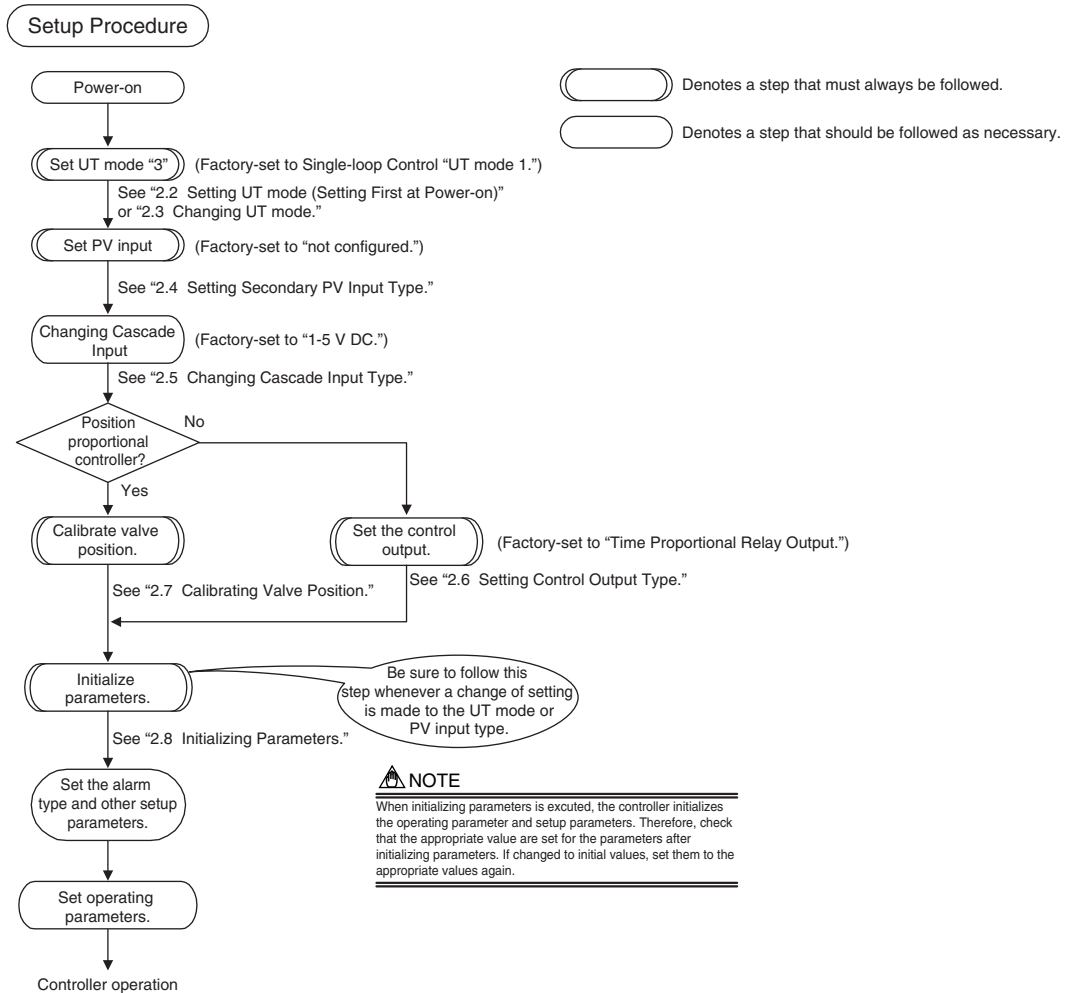 Setup Procedure
Power-on
Denotes a step that must always be followed.
Denotes a step that should be followed as necessary.
Set UT mode “3”
(Factory-set to Single-loop Control “UT mode 1.”)
See “2.2 Setting UT mode (Setting First at Power-on)”
or “2.3 Changing UT mode.”
Set PV input
(Factory-set to “not configured.”)
See “2.4 Setting Secondary PV Input Type.”
Changing Cascade
Input
(Factory-set to “1-5 V DC.”)
See “2.5 Changing Cascade Input Type.”
Position
proportional
controller?
No
Yes
Calibrate valve
position.
Set the control
output.
(Factory-set to “Time Proportional Relay Output.”)
See “2.7 Calibrating Valve Position.”
See “2.6 Setting Control Output Type.”
Initialize
parameters.
Be sure to follow this
step whenever a change of setting
is made to the UT mode or
PV input type.
See “2.8 Initializing Parameters.”
Set the alarm
type and other setup
parameters.
NOTE
When initializing parameters is excuted, the controller initializes
the operating parameter and setup parameters. Therefore, check
that the appropriate value are set for the parameters after
initializing parameters. If changed to initial values, set them to the
appropriate values again.
Set operating
parameters.
Controller operation